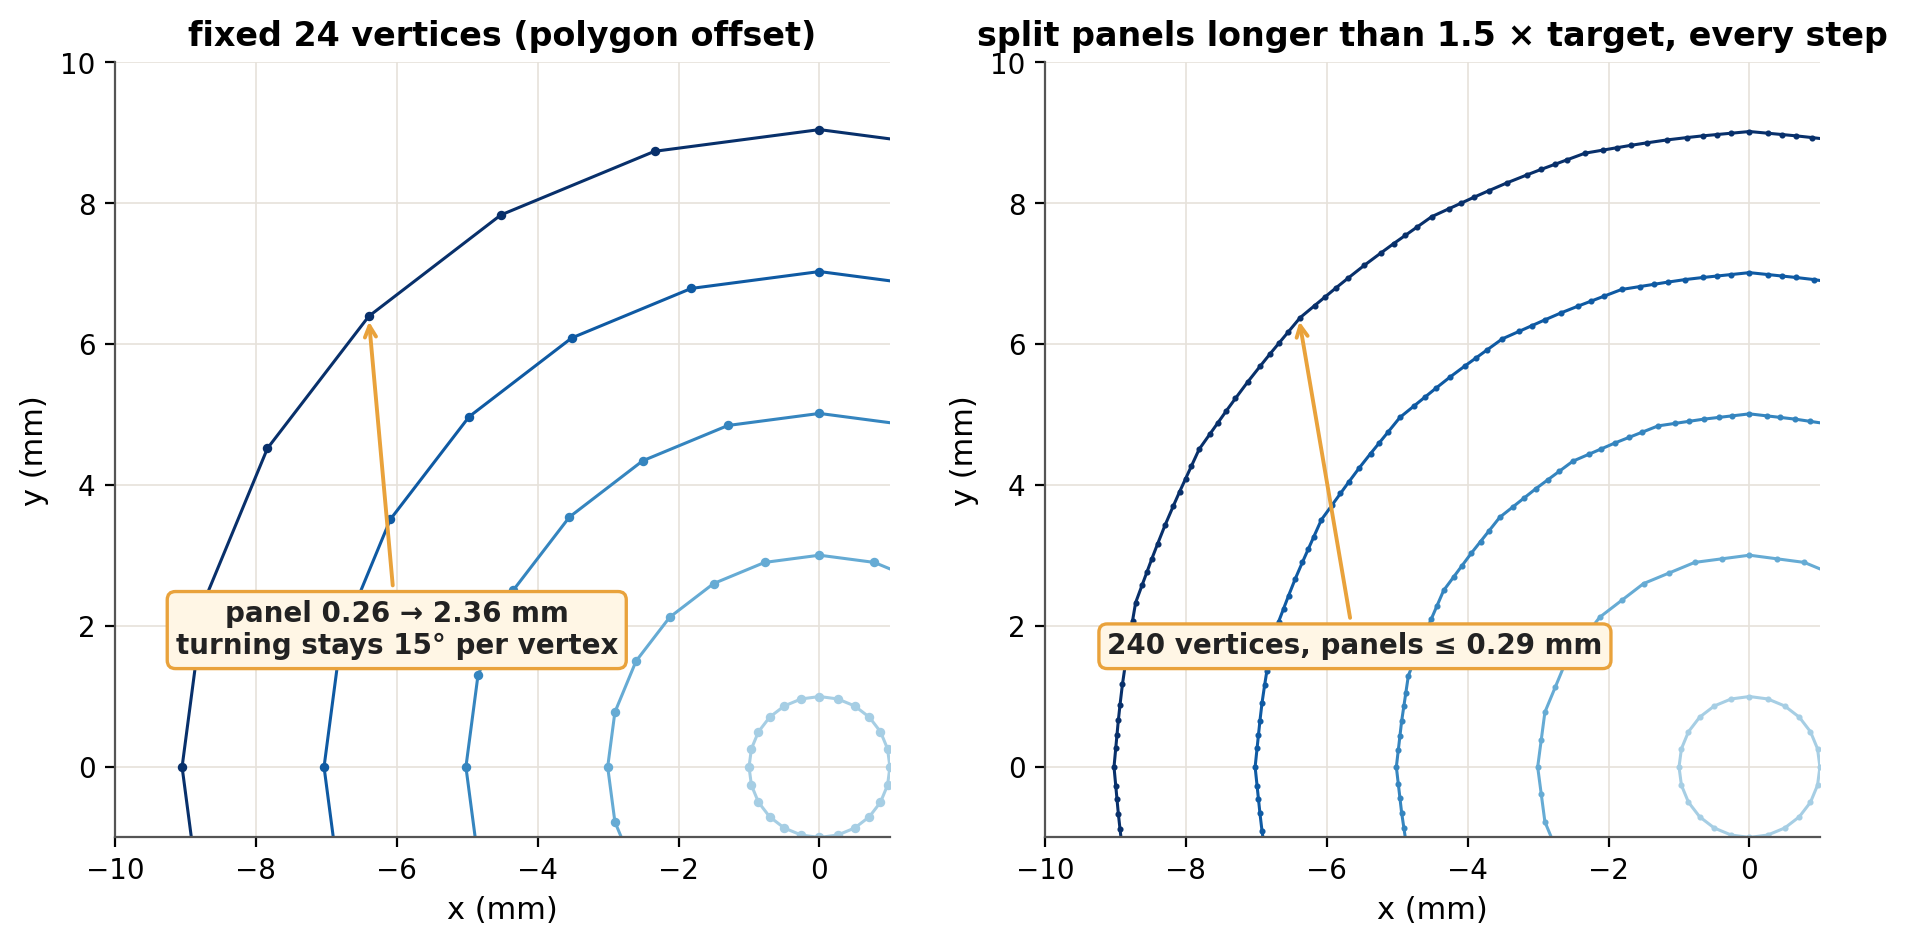 fixed 24 vertices (polygon offset)
10
8
6
4
2
0
y (mm)
panel 0.26 → 2.36 mm
turning stays 15° per vertex
−10
−8
−6
−4
−2
0
x (mm)
split panels longer than 1.5 × target, every step
10
8
6
4
2
0
y (mm)
240 vertices, panels ≤ 0.29 mm
−10
−8
−6
−4
−2
0
x (mm)